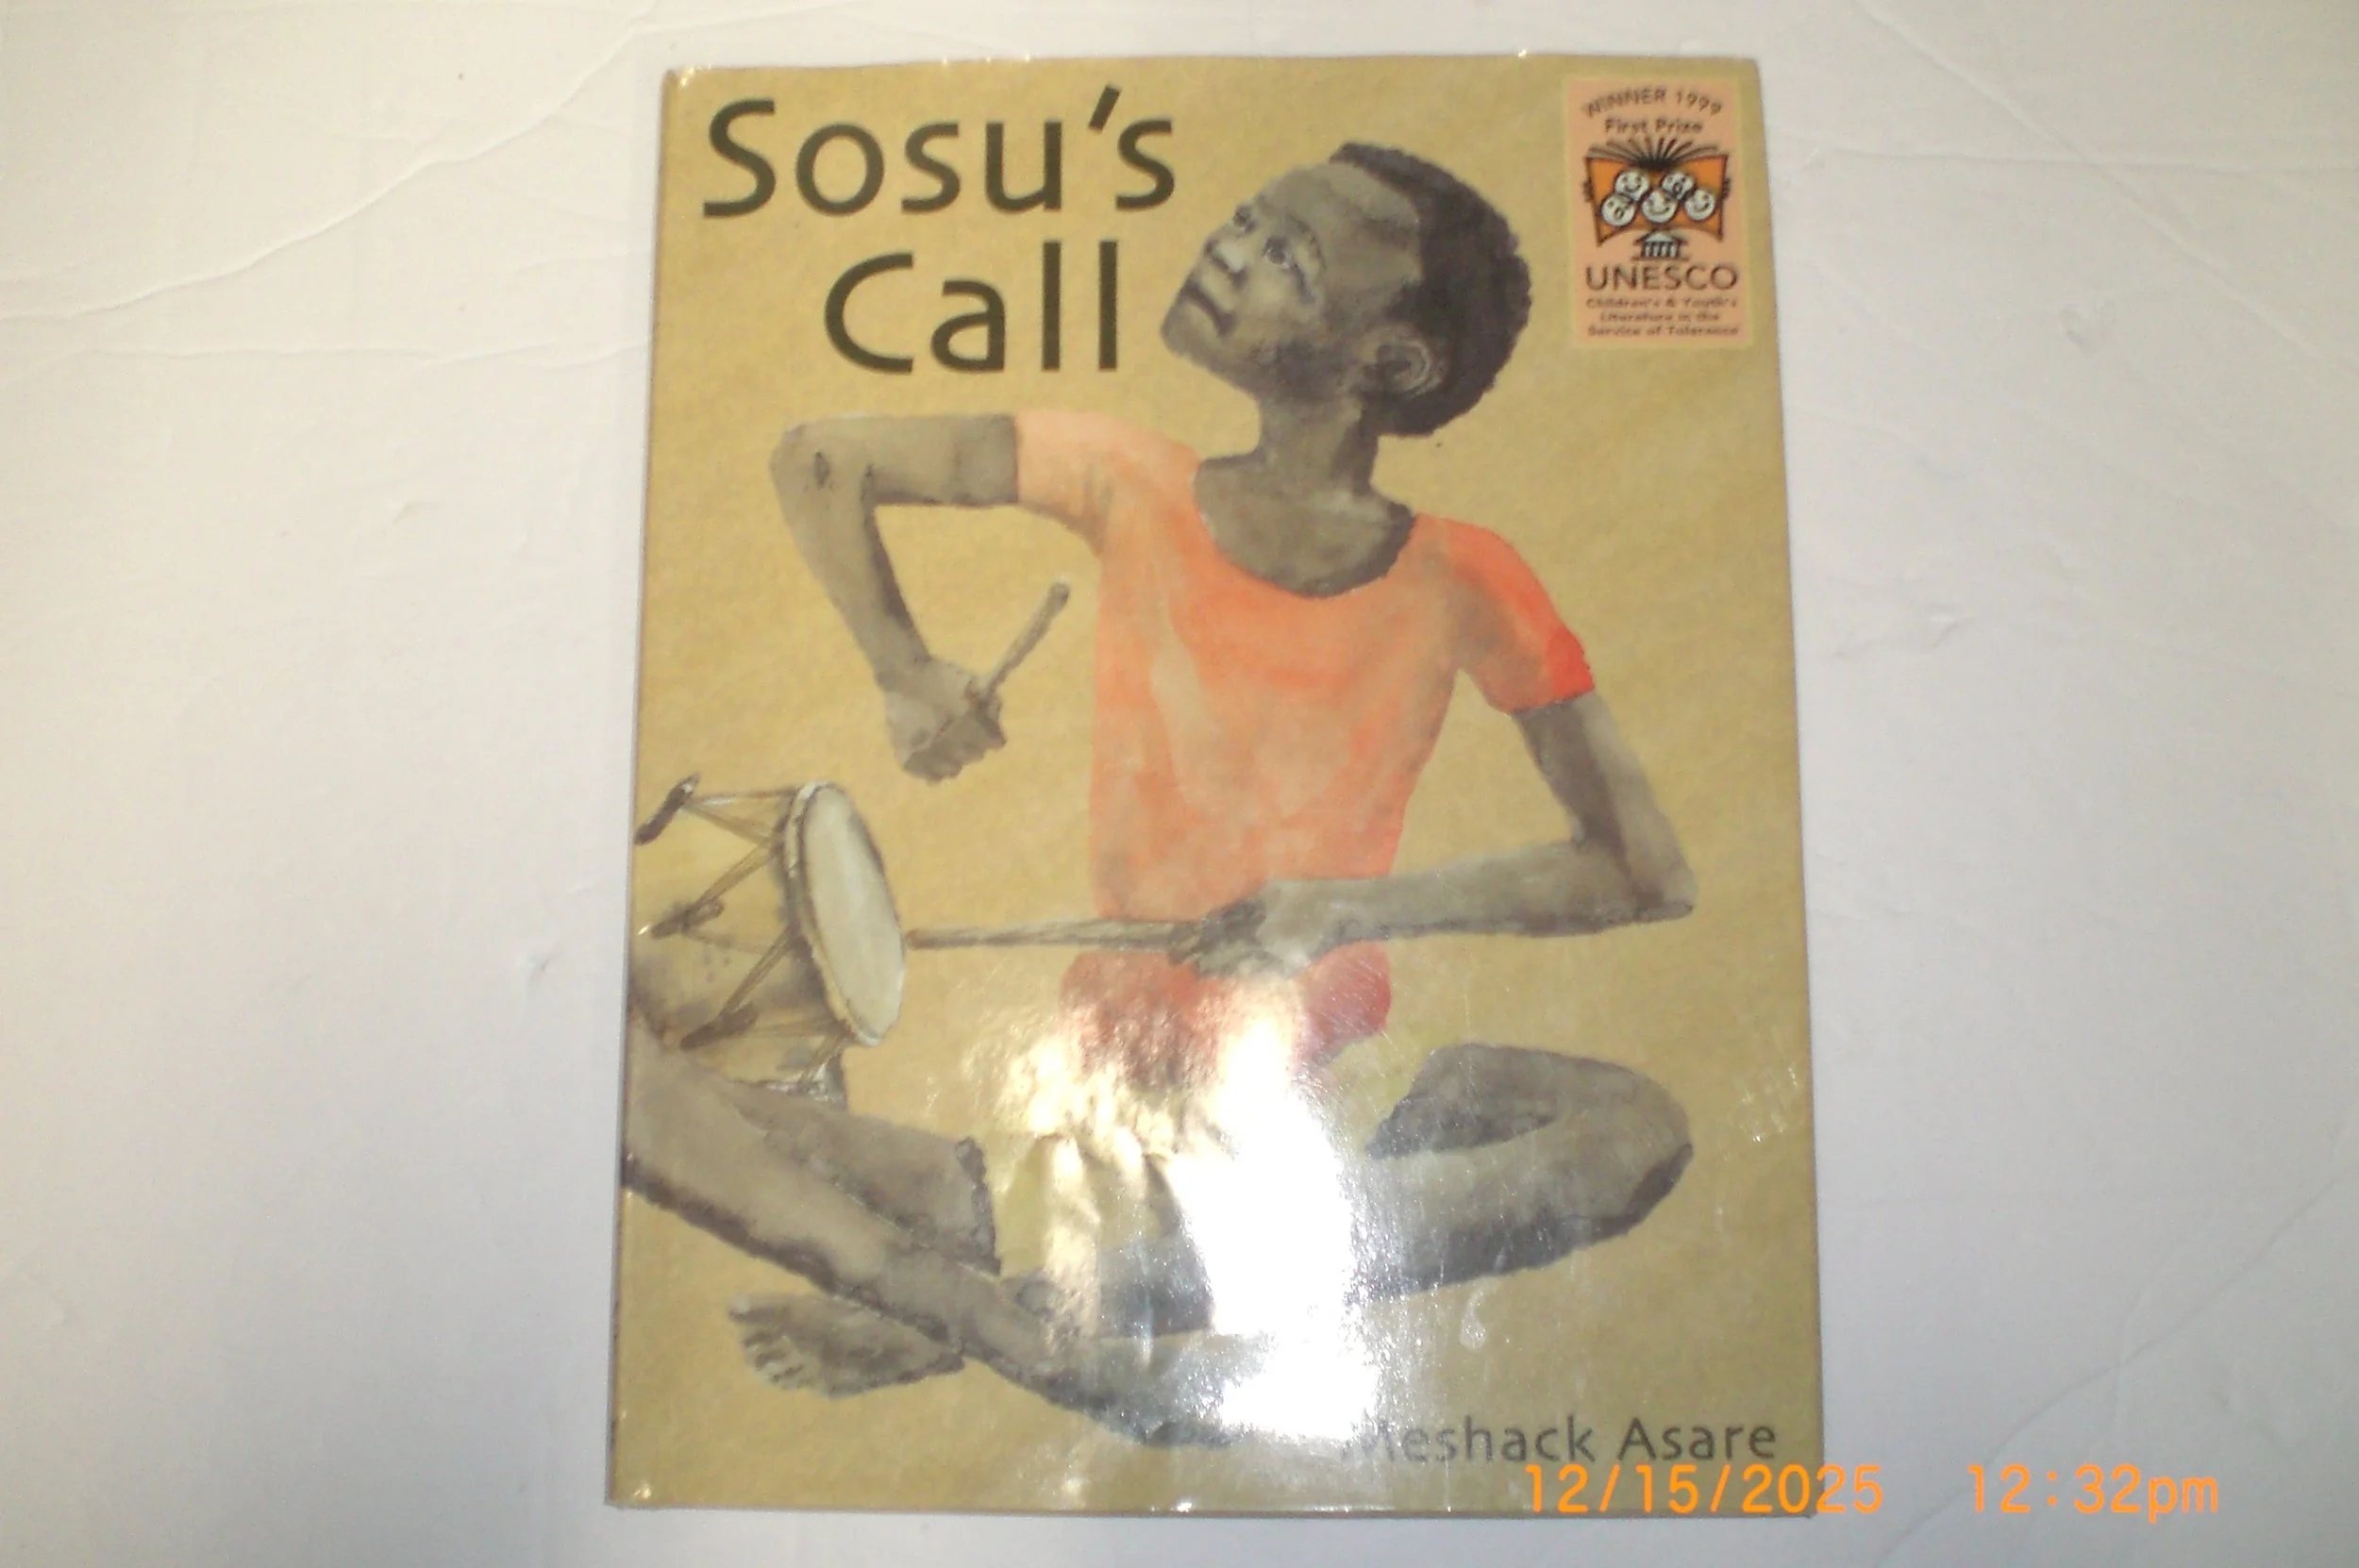 Sosu's
Call
WINNER 1999
First Prize
UNESCO
Children's & Youth's
Literature in the
Service of Tolerance
Meshack Asare
12/15/2025 12:32pm